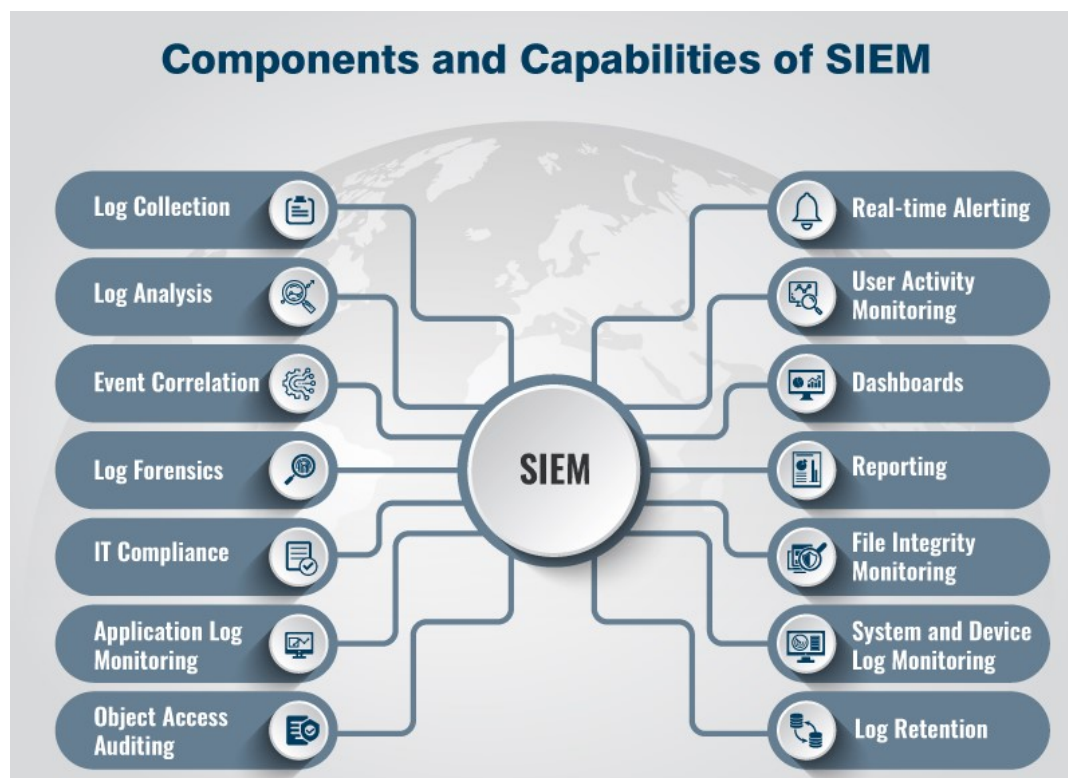 Components and Capabilities of SIEM
Log Collection
Log Analysis
Event Correlation
Log Forensics
IT Compliance
Application Log
Monitoring
Object Access
Auditing
SIEM
Real-time Alerting
User Activity
Monitoring
Dashboards
Reporting
File Integrity
Monitoring
System and Device
Log Monitoring
Log Retention